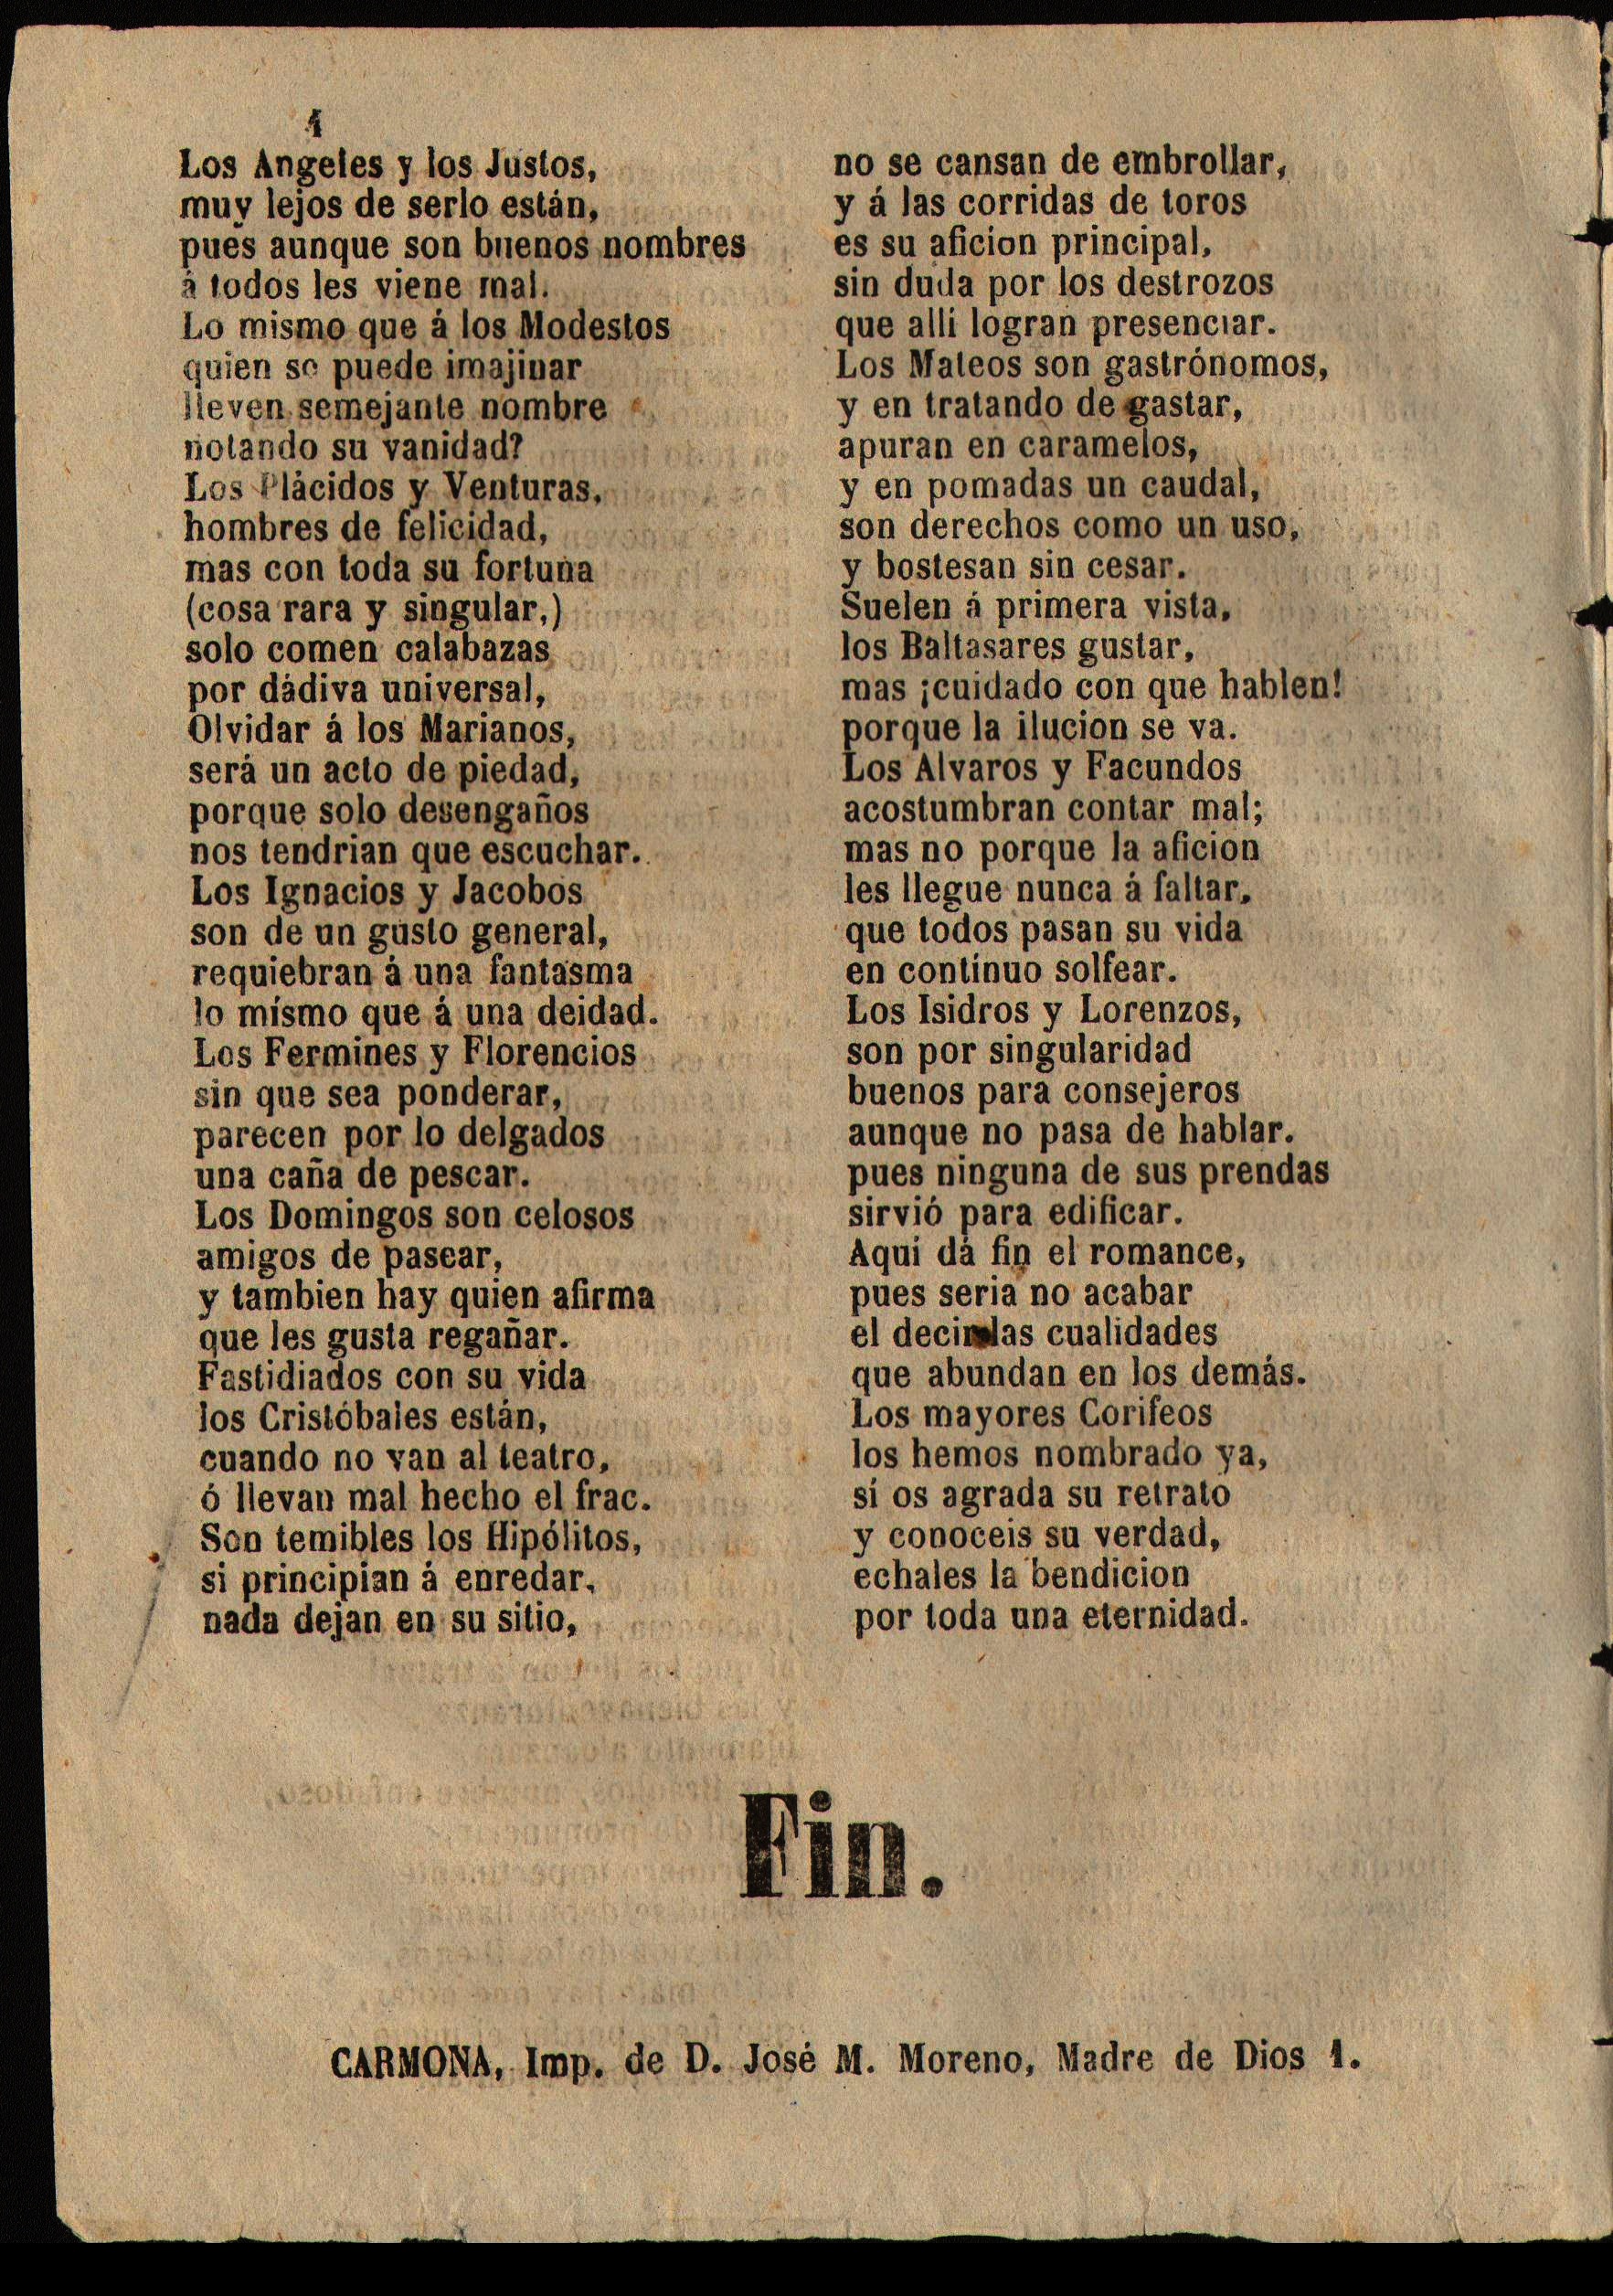 4
Los Angeles y los Justos,
muy lejos de serlo están,
pues aunque son buenos nombres
á todos les viene mal.
Lo mismo que á los Modestos
quien se puede imajinar
lleven semejante nombre
notando su vanidad?
Los Plácidos y Venturas,
hombres de felicidad,
mas con toda su fortuna
(cosa rara y singular,)
solo comen calabazas
por dádiva universal,
Olvidar á los Marianos,
será un acto de piedad,
porque solo desengaños
nos tendrian que escuchar.
Los Ignacios y Jacobos
son de un gusto general,
requiebran á una fantasma
lo mísmo que á una deidad.
Los Fermines y Florencios
sin que sea ponderar,
parecen por lo delgados
una caña de pescar.
Los Domingos son celosos
amigos de pasear,
y tambien hay quien afirma
que les gusta regañar.
Fastidiados con su vida
los Cristóbales están,
cuando no van al teatro,
ó llevan mal hecho el frac.
Son temibles los Hipólitos,
si principian á enredar,
nada dejan en su sitio,
no se cansan de embrollar,
y á las corridas de toros
es su aficion principal,
sin duda por los destrozos
que allí logran presenciar.
Los Mateos son gastrónomos,
y en tratando de gastar,
apuran en caramelos,
y en pomadas un caudal,
son derechos como un uso,
y bostesan sin cesar.
Suelen á primera vista,
los Baltasares gustar,
mas ¡cuidado con que hablen!
porque la ilucion se va.
Los Alvaros y Facundos
acostumbran contar mal;
mas no porque la aficion
les llegue nunca á faltar,
que todos pasan su vida
en contínuo solfear.
Los Isidros y Lorenzos,
son por singularidad
buenos para consejeros
aunque no pasa de hablar.
pues ninguna de sus prendas
sirvió para edificar.
Aquí dá fin el romance,
pues seria no acabar
el decir las cualidades
que abundan en los demás.
Los mayores Corifeos
los hemos nombrado ya,
sí os agrada su retrato
y conoceis su verdad,
echales la bendicion
por toda una eternidad.
Fin.
CARMONA, Imp. de D. José M. Moreno, Madre de Dios 1.